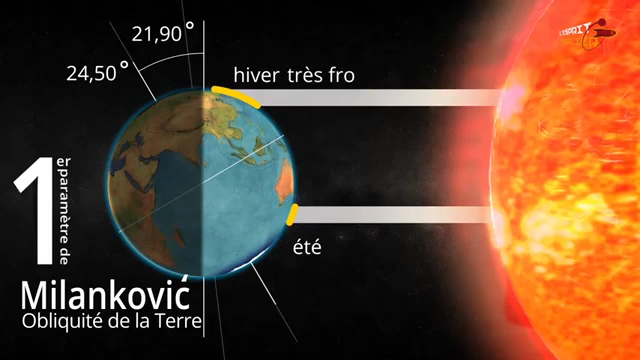 21,90°
24,50°
hiver très fro
été
1
er
paramètre de
Milanković
Obliquité de la Terre